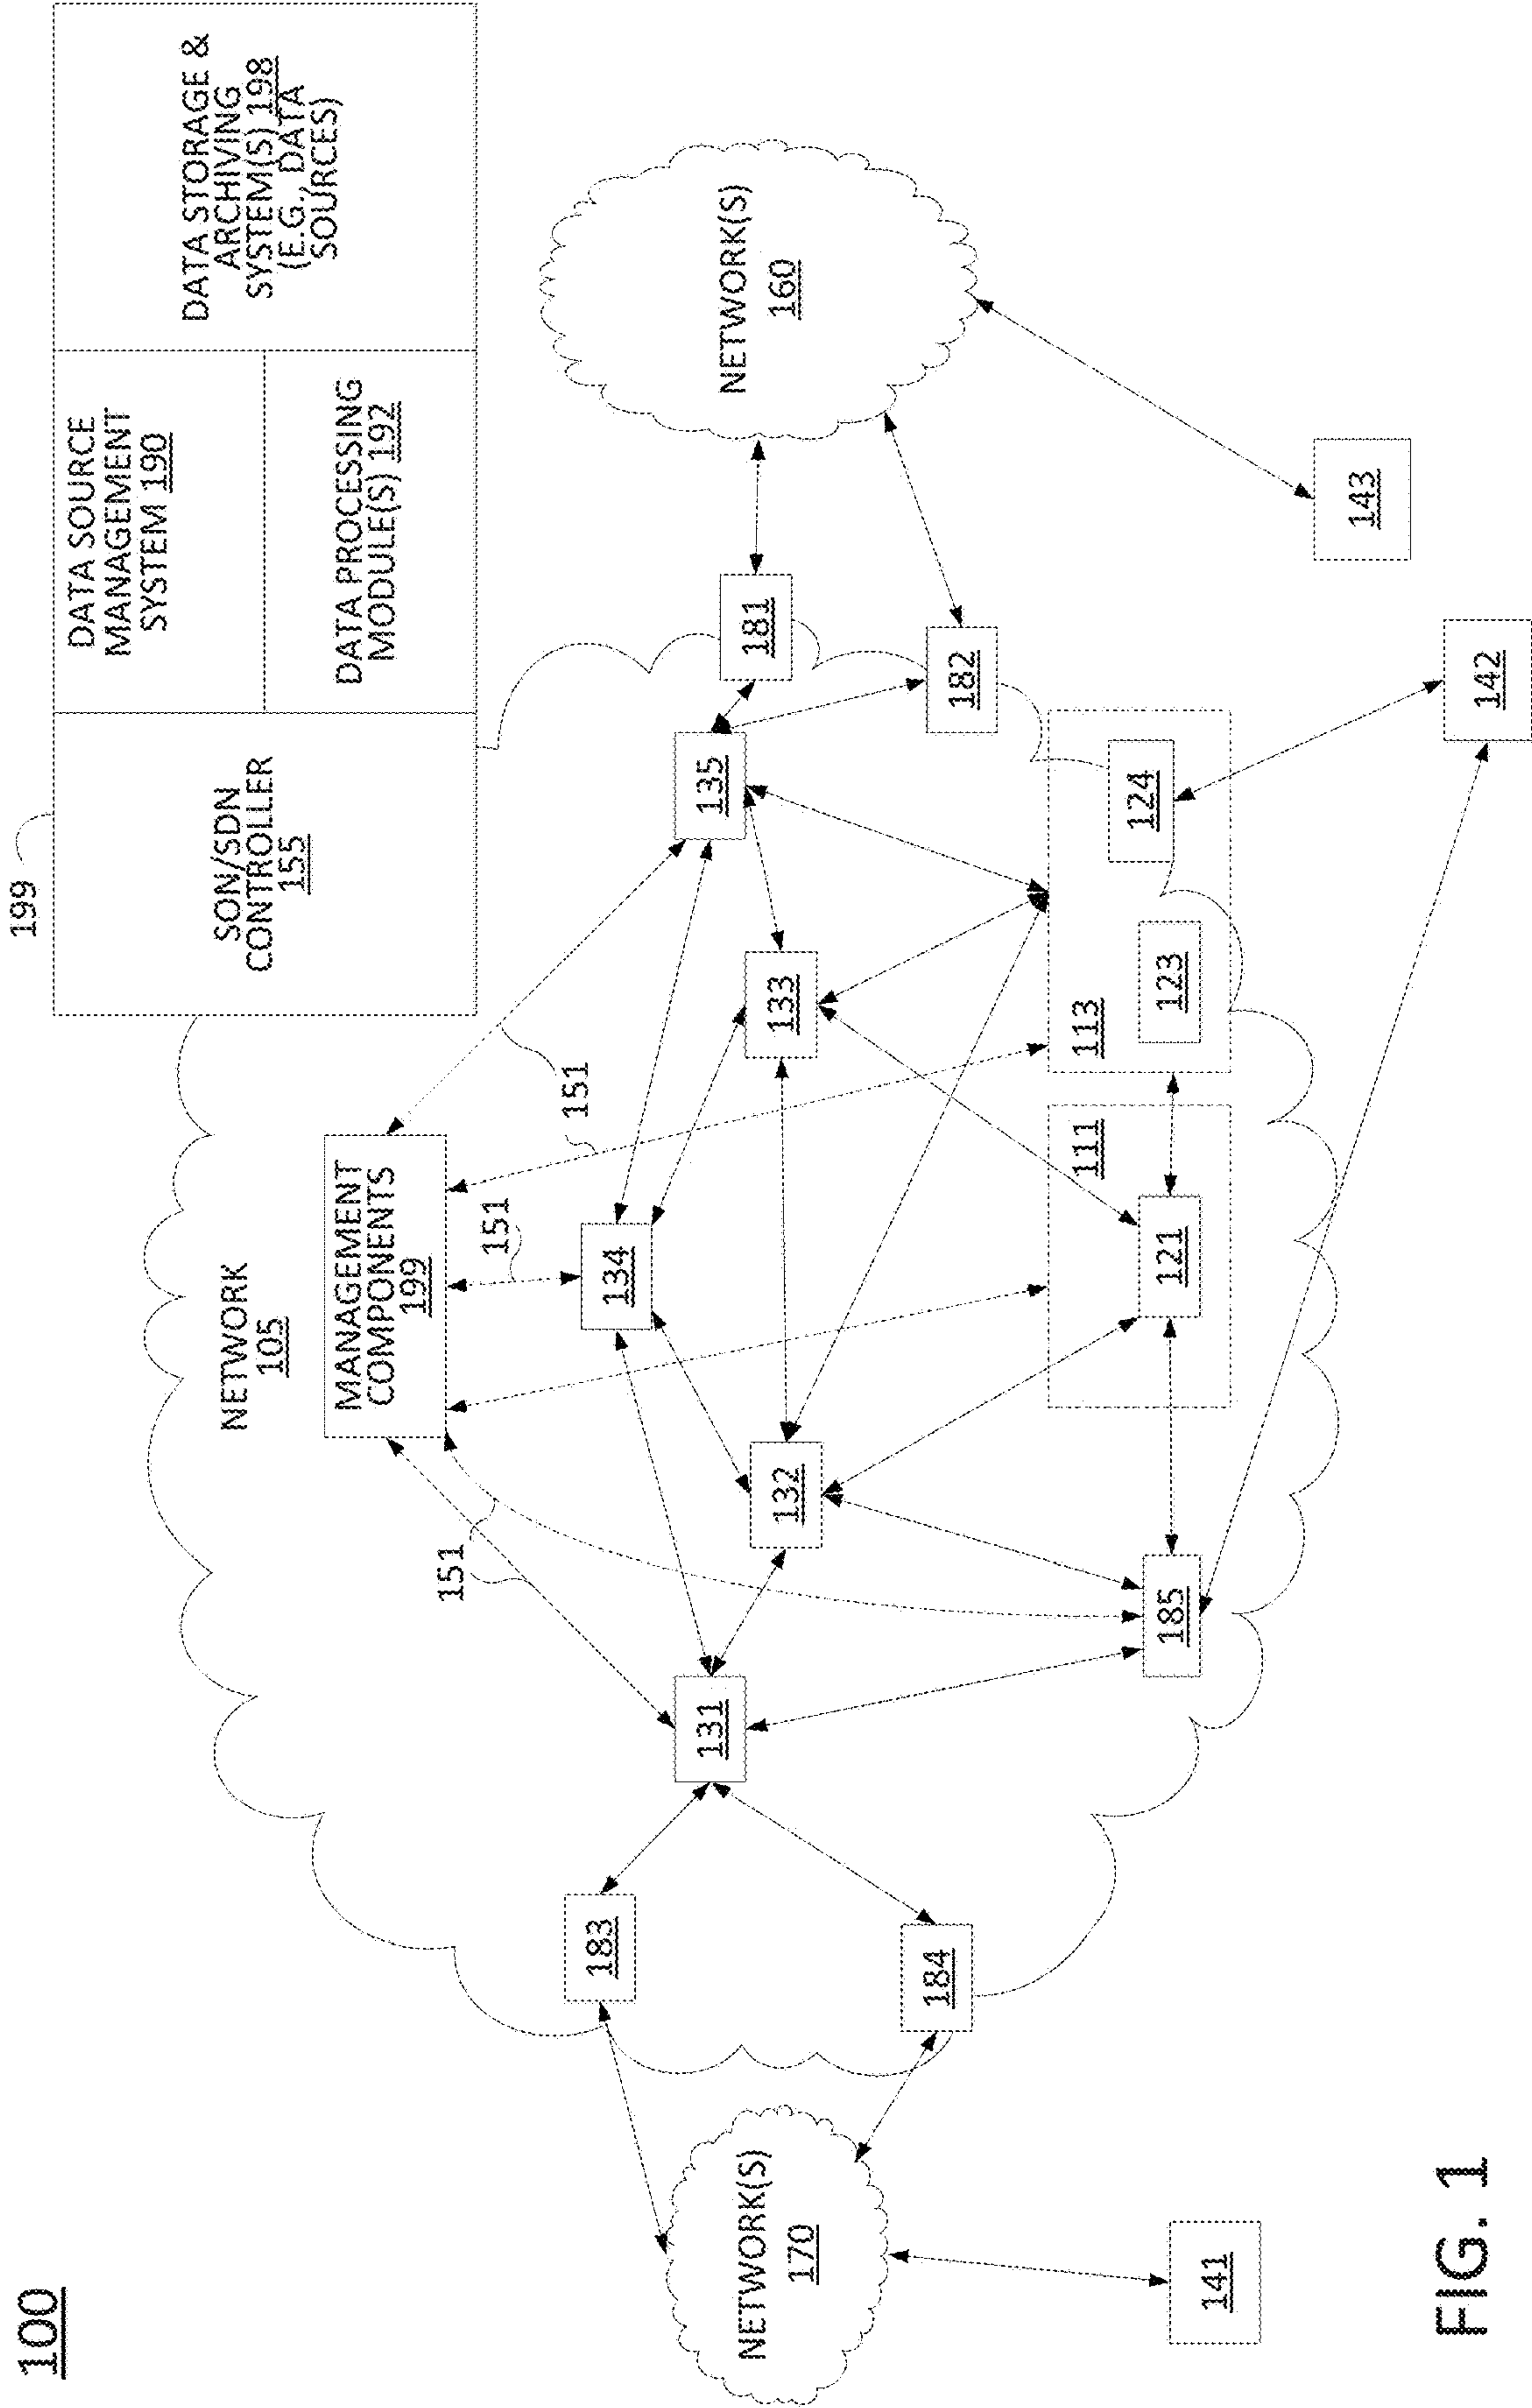 100
199
SON/SDN
CONTROLLER
155
DATA SOURCE
MANAGEMENT
SYSTEM 190
DATA PROCESSING
MODULE(S) 192
DATA STORAGE &
ARCHIVING
SYSTEM(S) 198
(E.G., DATA
SOURCES)
NETWORK
105
MANAGEMENT
COMPONENTS
199
151
151
151
NETWORK(S)
170
183
184
131
134
132
133
135
181
182
NETWORK(S)
160
185
111
121
113
123
124
141
142
143
FIG. 1